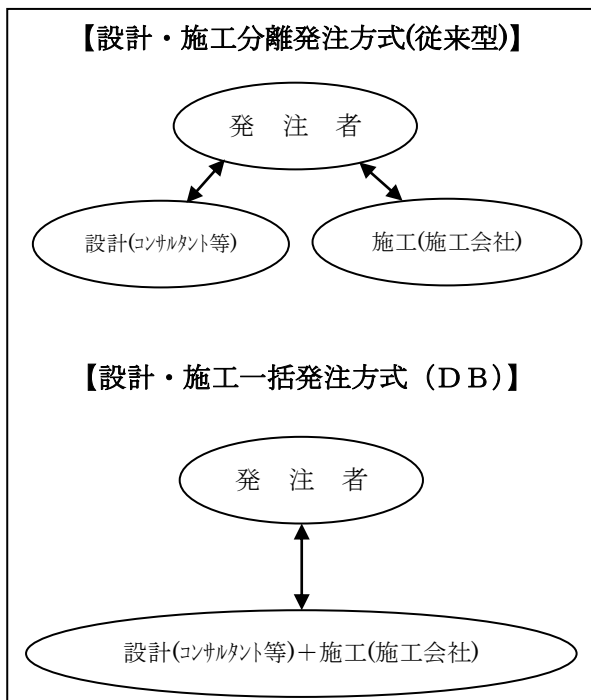 【設計・施工分離発注方式(従来型)】
発　注　者
設計(ｺﾝｻﾙﾀﾝﾄ等)
施工(施工会社)
【設計・施工一括発注方式（ＤＢ）】
発　注　者
設計(ｺﾝｻﾙﾀﾝﾄ等)＋施工(施工会社)